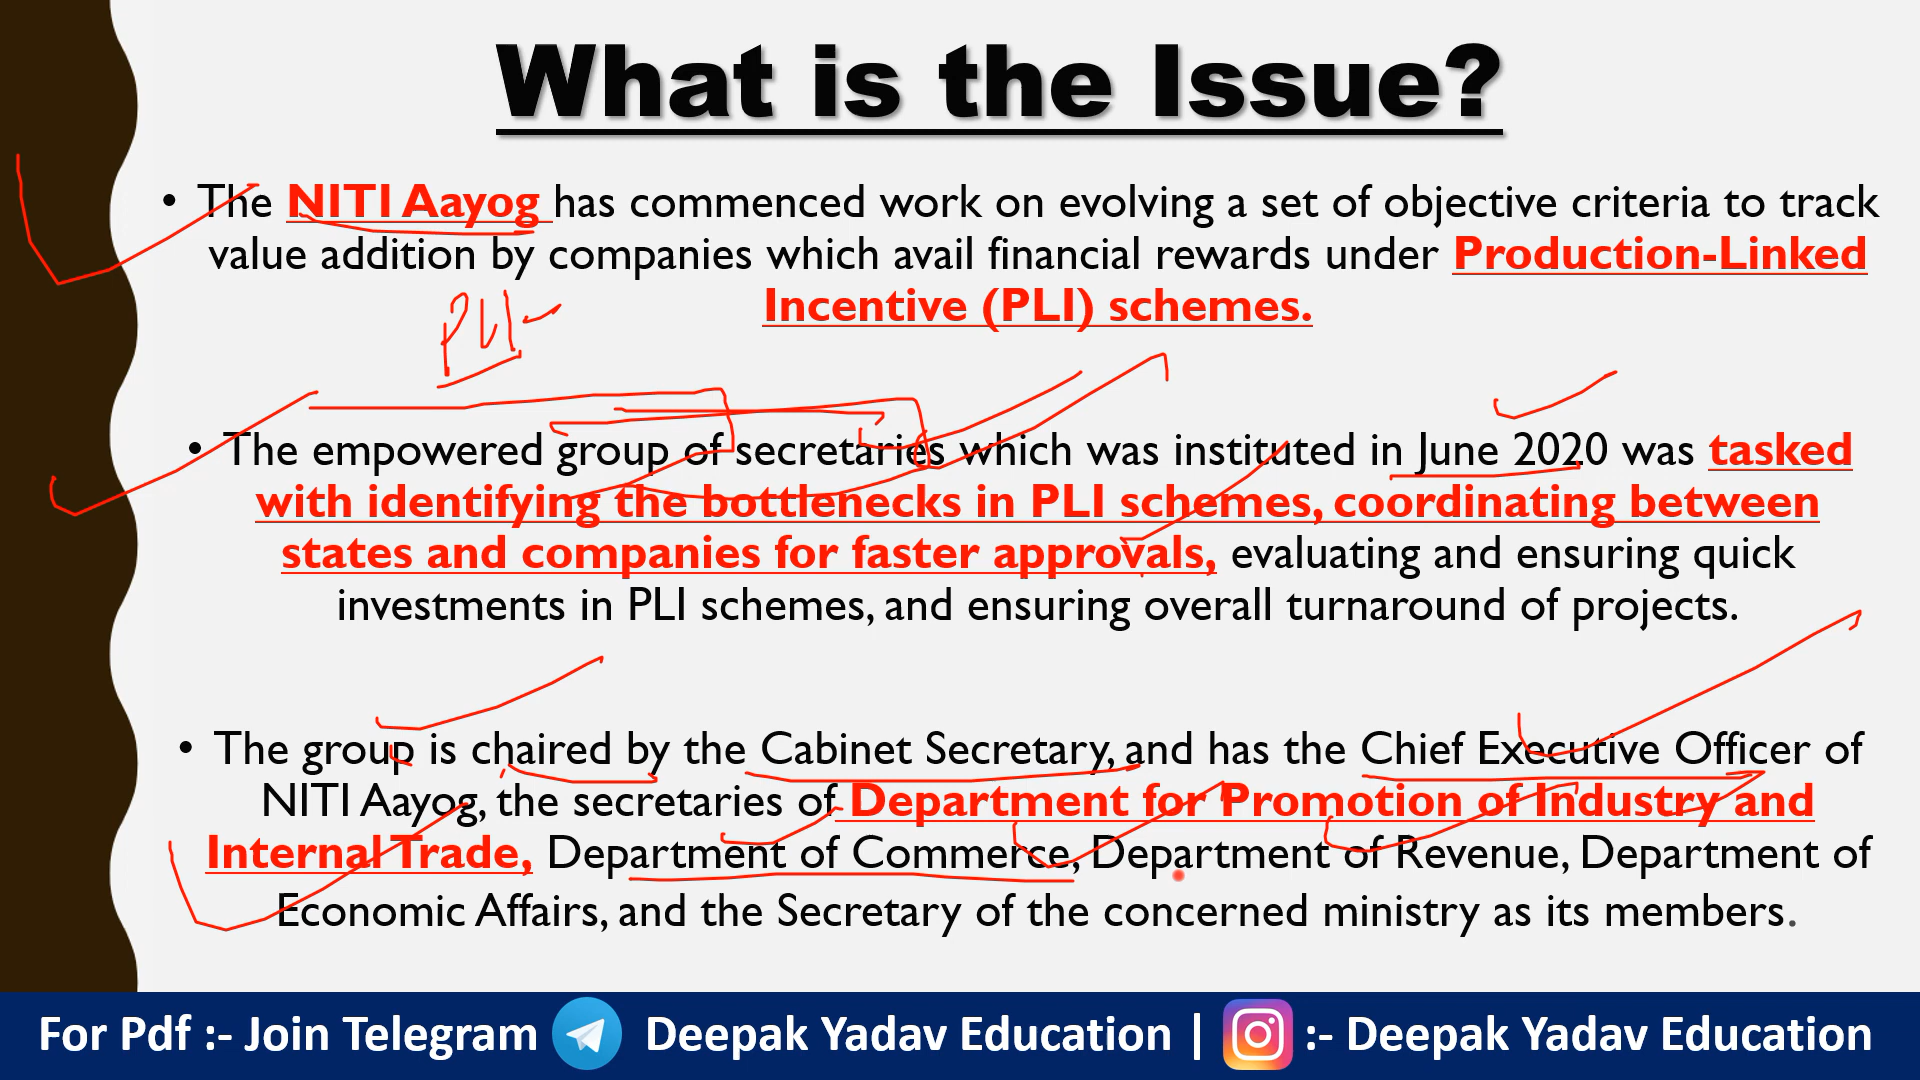 What is the Issue?
• The NITI Aayog has commenced work on evolving a set of objective criteria to track
value addition by companies which avail financial rewards under Production-Linked
Incentive (PLI) schemes.
PLI
• The empowered group of secretaries which was instituted in June 2020 was tasked
with identifying the bottlenecks in PLI schemes, coordinating between
states and companies for faster approvals, evaluating and ensuring quick
investments in PLI schemes, and ensuring overall turnaround of projects.
• The group is chaired by the Cabinet Secretary, and has the Chief Executive Officer of
NITI Aayog, the secretaries of Department for Promotion of Industry and
Internal Trade, Department of Commerce, Department of Revenue, Department of
Economic Affairs, and the Secretary of the concerned ministry as its members.
For Pdf :- Join Telegram Deepak Yadav Education | :- Deepak Yadav Education